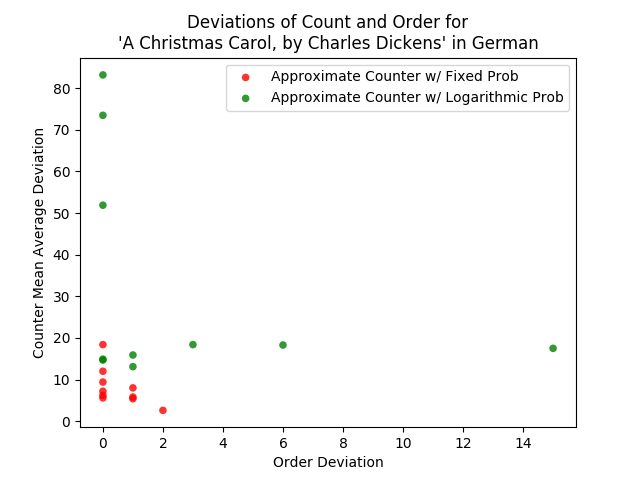 Deviations of Count and Order for
'A Christmas Carol, by Charles Dickens' in German
Approximate Counter w/ Fixed Prob
Approximate Counter w/ Logarithmic Prob
Counter Mean Average Deviation
80
70
60
50
40
30
20
10
0
0 2 4 6 8 10 12 14
Order Deviation